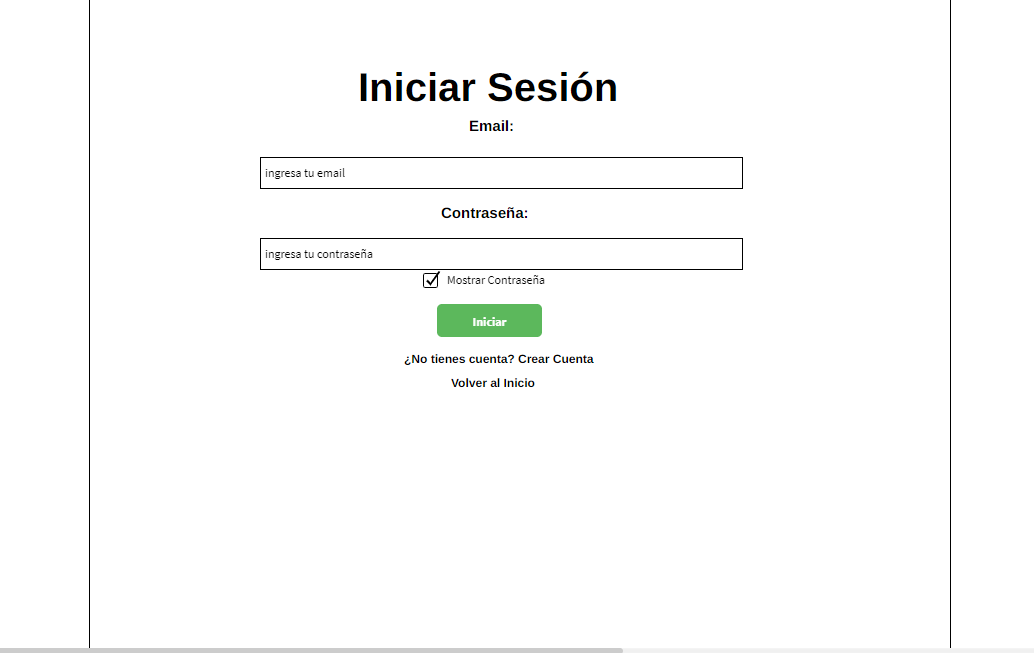 Iniciar Sesión
Email:
ingresa tu email
Contraseña:
ingresa tu contraseña
Mostrar Contraseña
Iniciar
¿No tienes cuenta? Crear Cuenta
Volver al Inicio